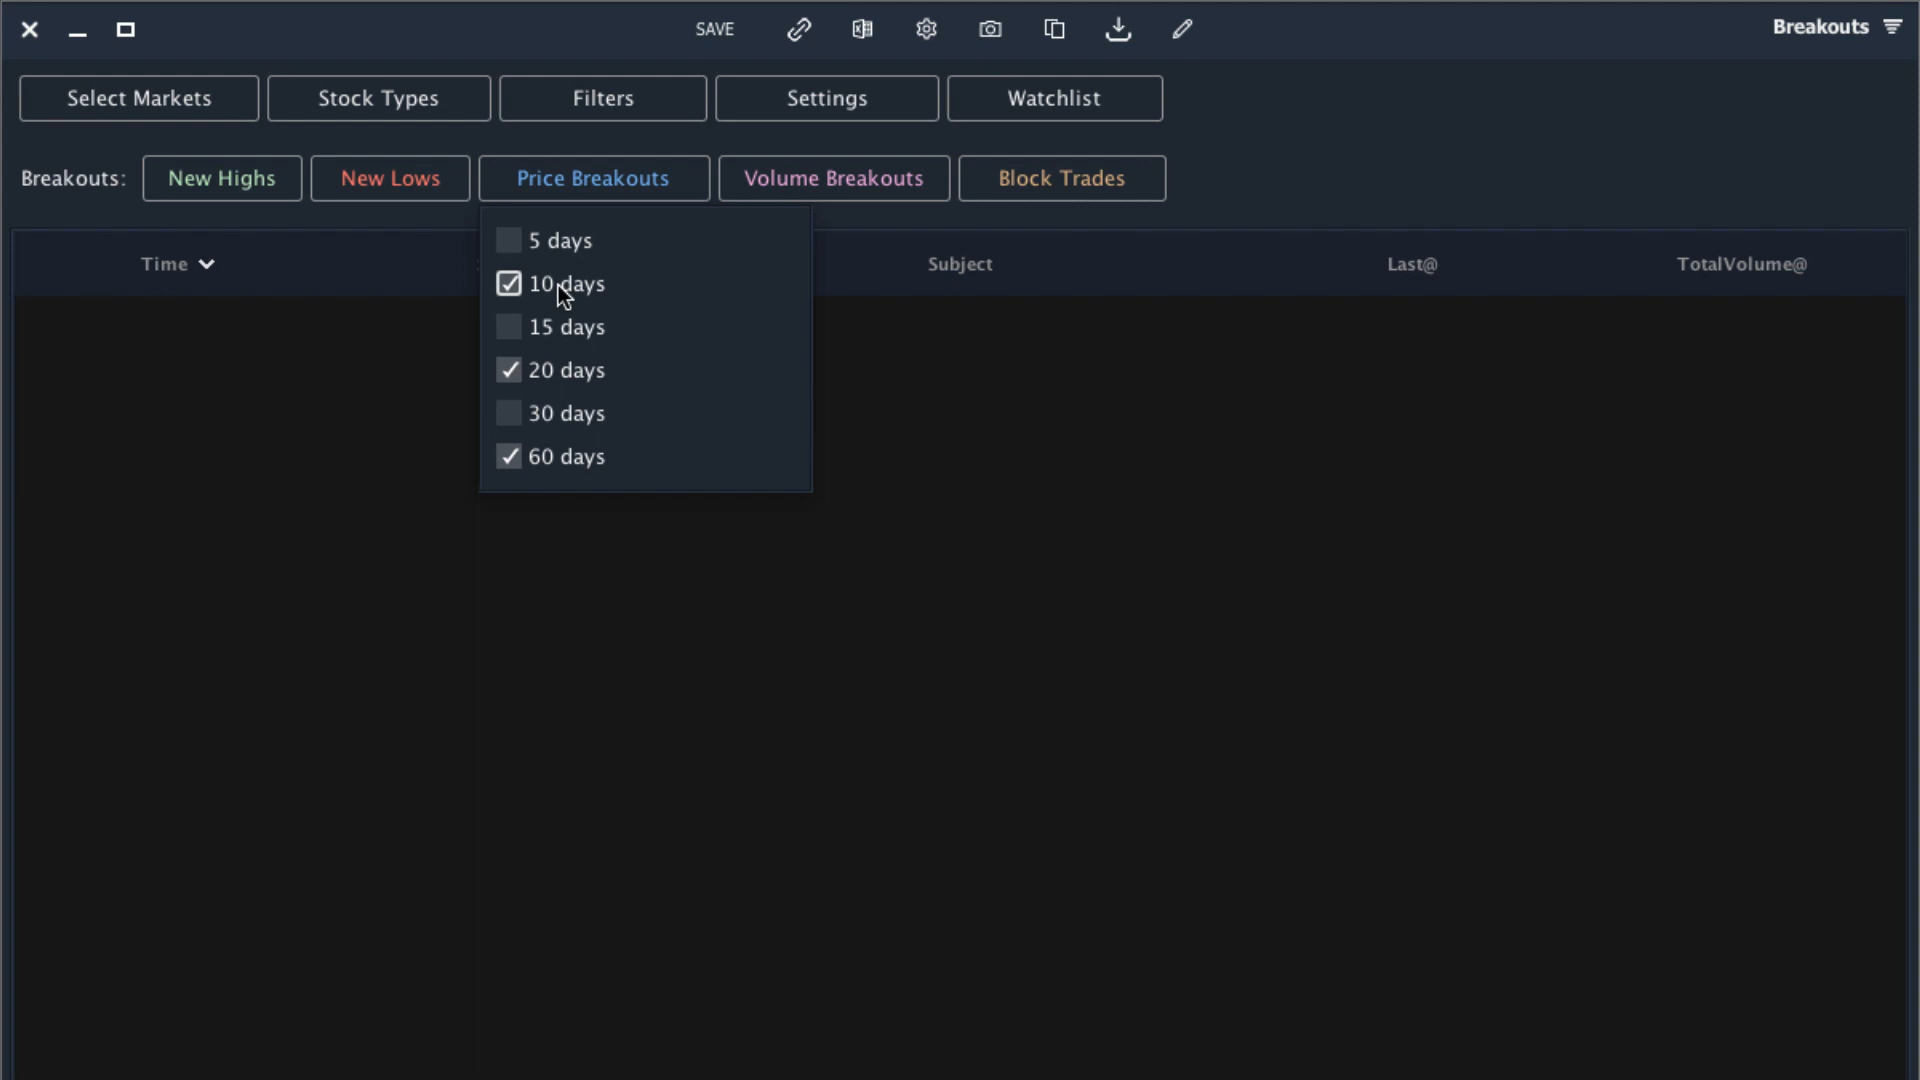 SAVE
Breakouts
Select Markets
Stock Types
Filters
Settings
Watchlist
Breakouts:
New Highs
New Lows
Price Breakouts
Volume Breakouts
Block Trades
5 days
10 days
15 days
20 days
30 days
60 days
Time
Subject
Last@
TotalVolume@